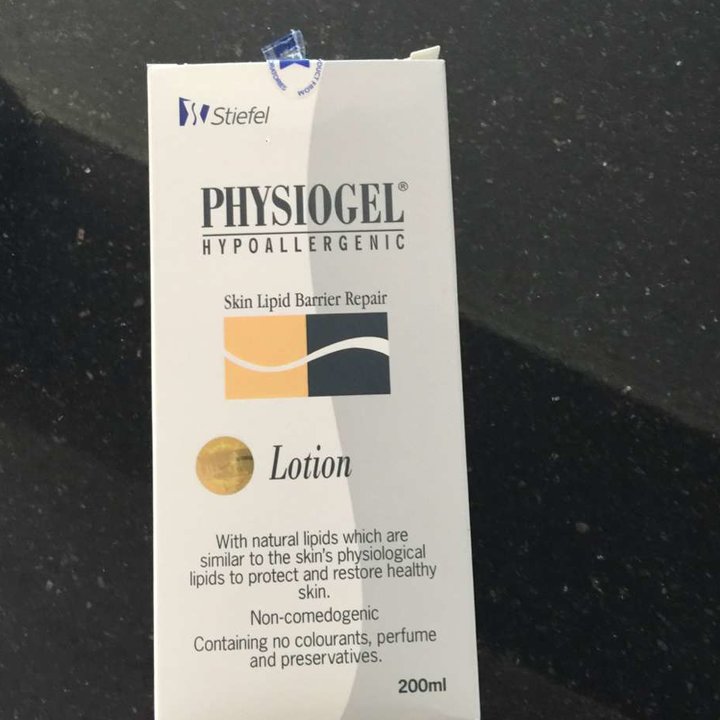 Stiefel
PHYSIOGEL®
HYPOALLERGENIC
Skin Lipid Barrier Repair
Lotion
With natural lipids which are
similar to the skin's physiological
lipids to protect and restore healthy
skin.
Non-comedogenic
Containing no colourants, perfume
and preservatives.
200ml